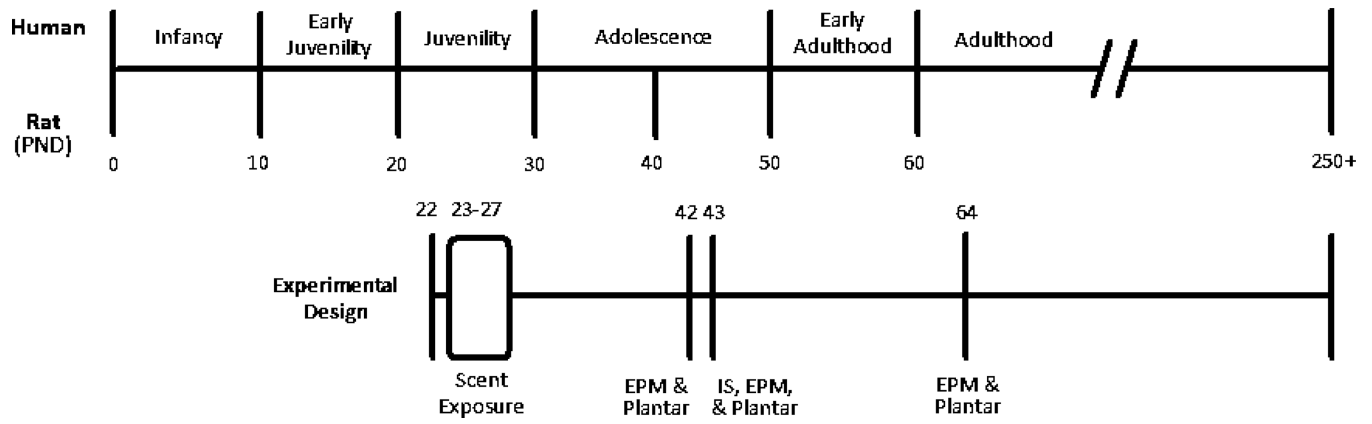 Human
Infancy
Early
Juvenility
Juvenility
Adolescence
Early
Adulthood
Adulthood
Rat
(PND)
0
10
20
30
40
50
60
250+
22
23-27
42
43
64
Experimental
Design
Scent
Exposure
EPM &
Plantar
IS, EPM,
& Plantar
EPM &
Plantar